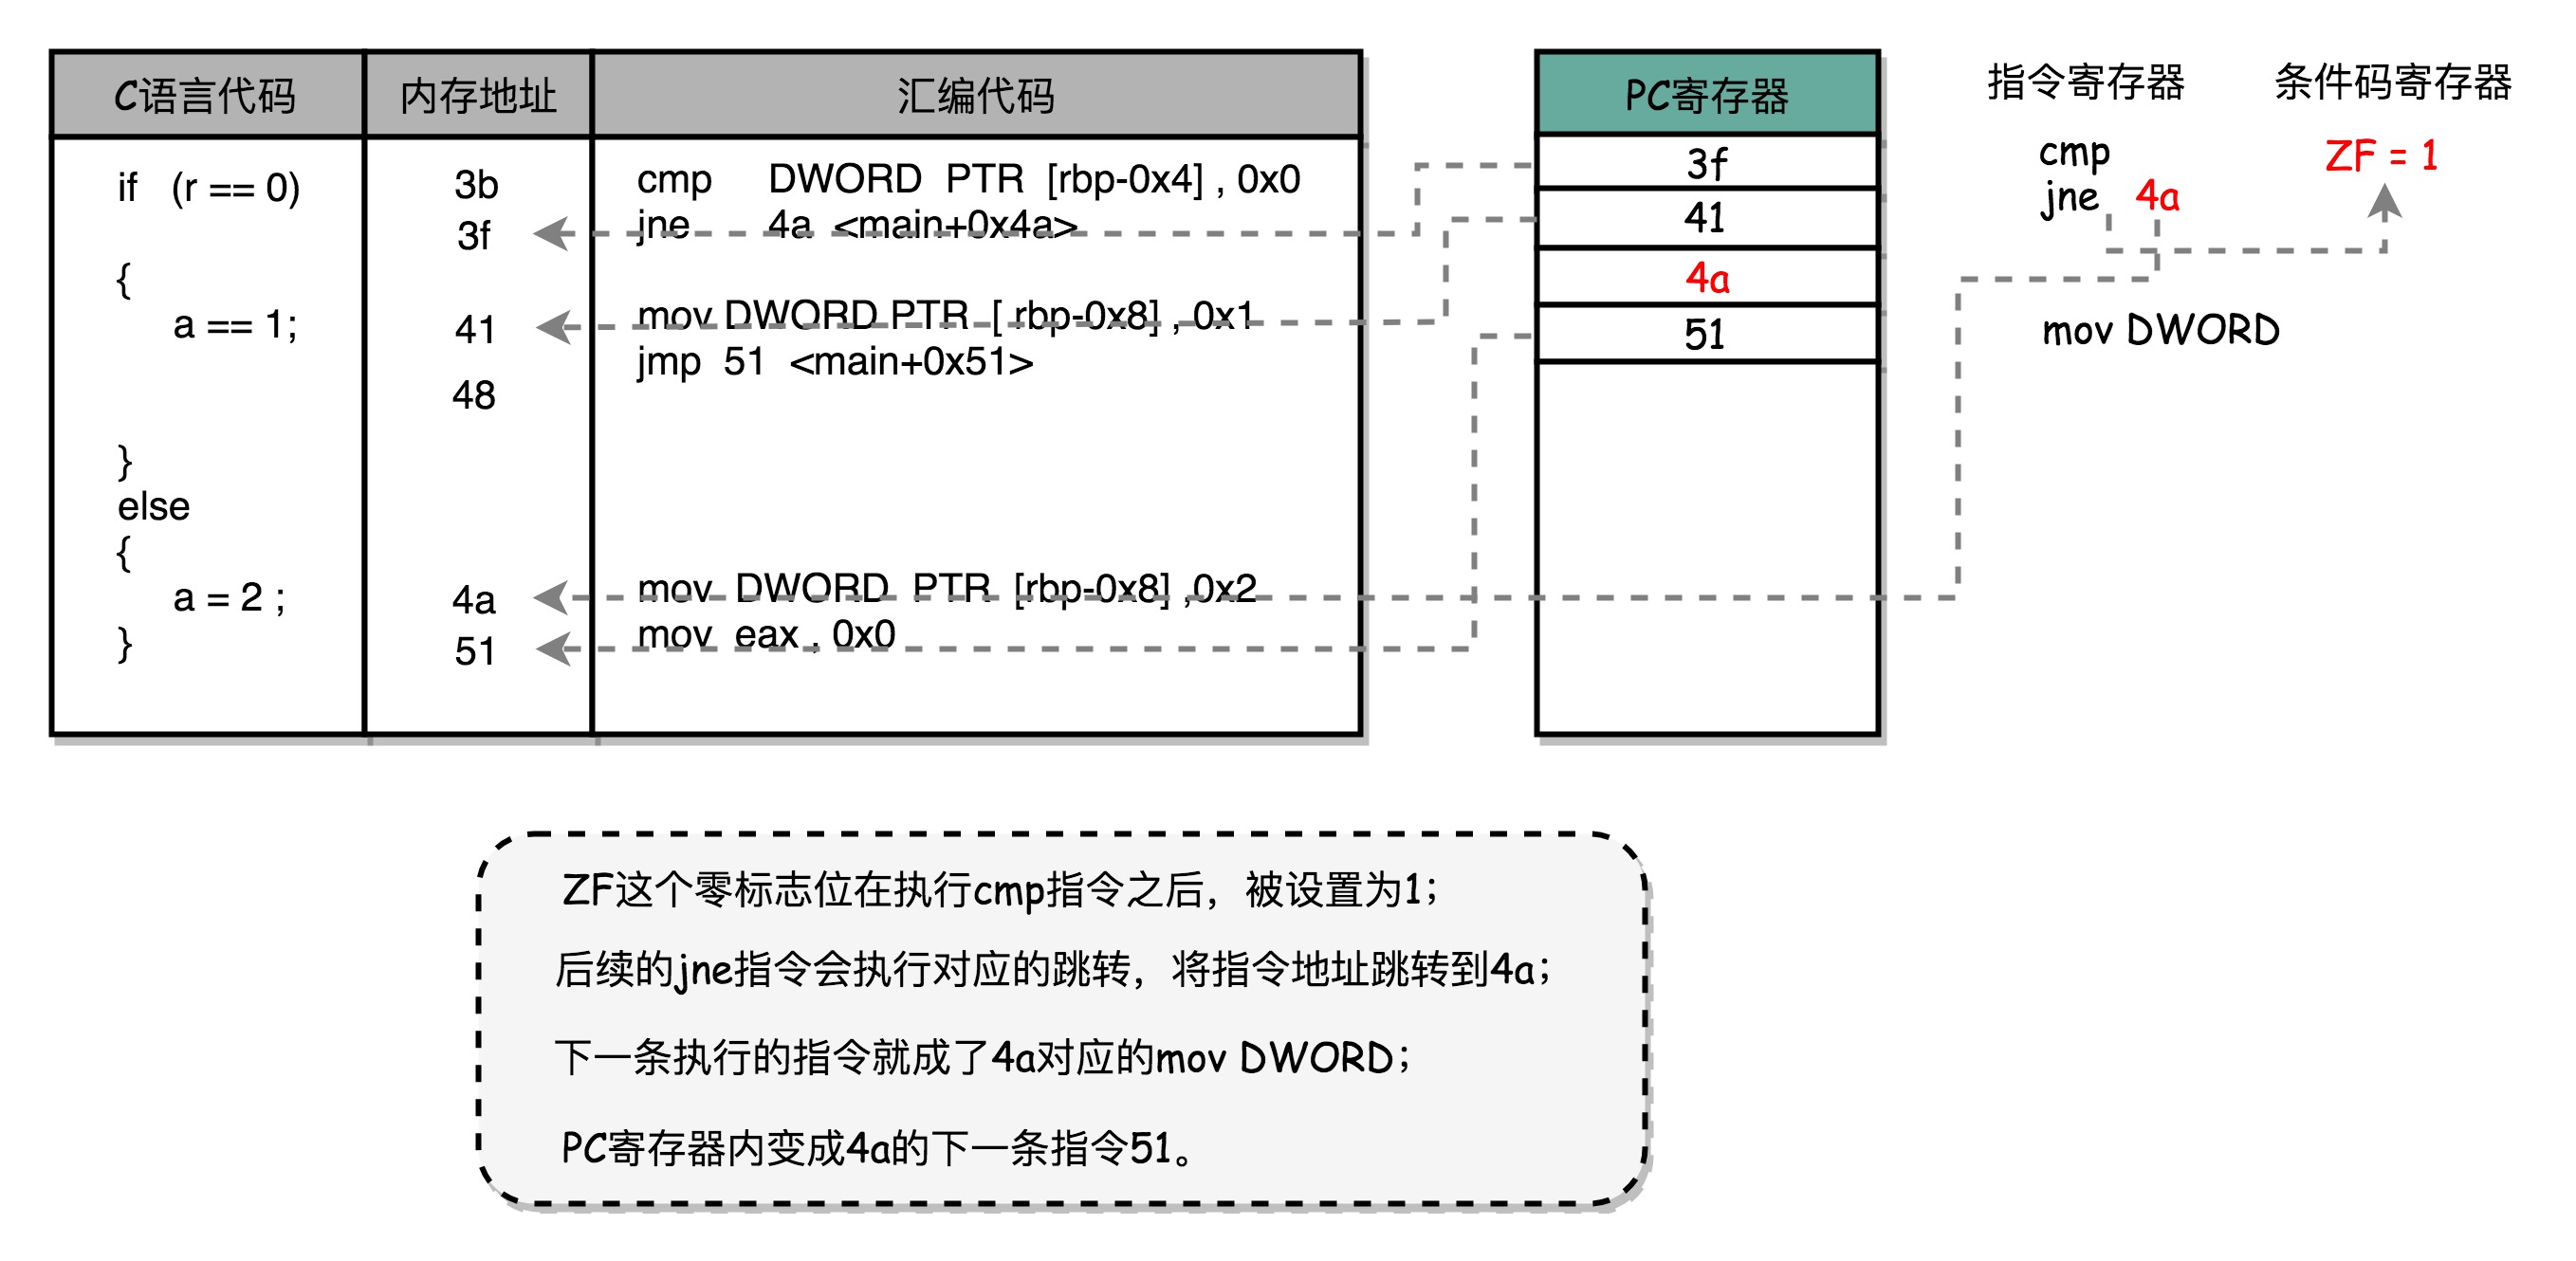 C语言代码
内存地址
汇编代码
PC寄存器
指令寄存器
条件码寄存器
if (r == 0)
{
a == 1;
}
else
{
a = 2 ;
}
3b
3f
41
48
4a
51
cmp DWORD PTR [rbp-0x4] , 0x0
jne 4a <main+0x4a>
mov DWORD PTR [ rbp-0x8] , 0x1
jmp 51 <main+0x51>
mov DWORD PTR [rbp-0x8] ,0x2
mov eax , 0x0
3f
41
4a
51
cmp
jne 4a
mov DWORD
ZF = 1
ZF这个零标志位在执行cmp指令之后，被设置为1；
后续的jne指令会执行对应的跳转，将指令地址跳转到4a；
下一条执行的指令就成了4a对应的mov DWORD；
PC寄存器内变成4a的下一条指令51。